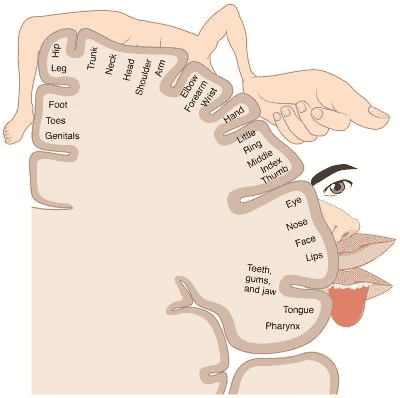 Hip
Leg
Foot
Toes
Genitals
Trunk
Neck
Head
Shoulder
Arm
Elbow
Forearm
Wrist
Hand
Little
Ring
Middle
Index
Thumb
Eye
Nose
Face
Lips
Teeth,
gums,
and jaw
Tongue
Pharynx